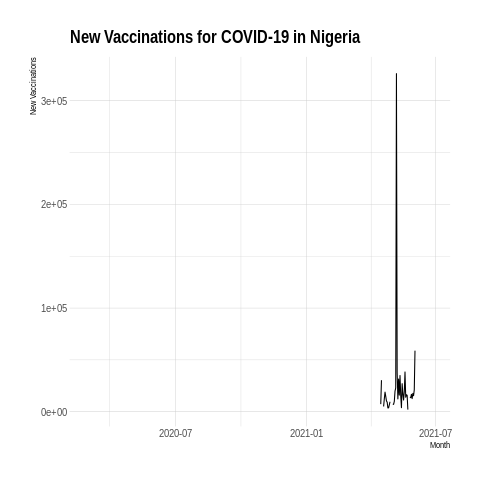 New Vaccinations for COVID-19 in Nigeria
New Vaccinations
3e+05
2e+05
1e+05
0e+00
2020-07 2021-01 2021-07
Month